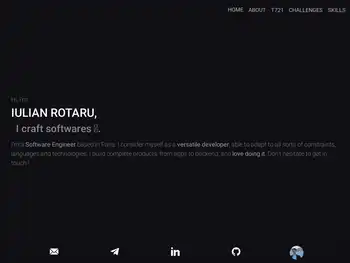 HOME ABOUT T721 CHALLENGES SKILLS
IULIAN ROTARU,
I craft softwares
I'm a Software Engineer based in Paris. I consider myself as a versatile developer, able to adapt to all sorts of constraints,
languages and technologies. I build complete products, from login to backend, and love doing it. Don't hesitate to get in
touch!